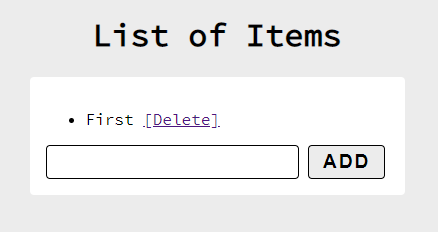 List of Items
• First [Delete]
ADD